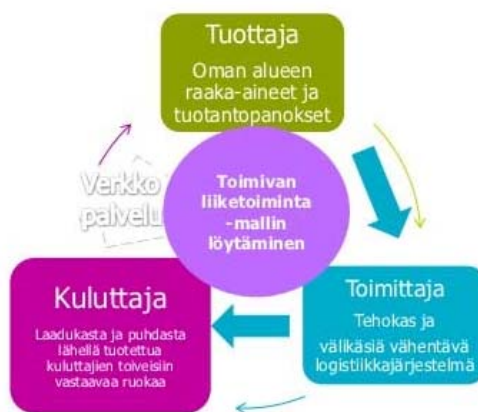 Tuottaja
Oman alueen
raaka-aineet ja
tuotantopanokset
Verkko
palvelu
Toimivan
liiketoiminta
-mallin
löytäminen
Kuluttaja
Laadukasta ja puhdasta
lähellä tuotettua
kuluttajien toiveisiin
vastaavaa ruokaa
Toimittaja
Tehokas ja
välikäsiä vähentävä
logistiikkajärjestelmä